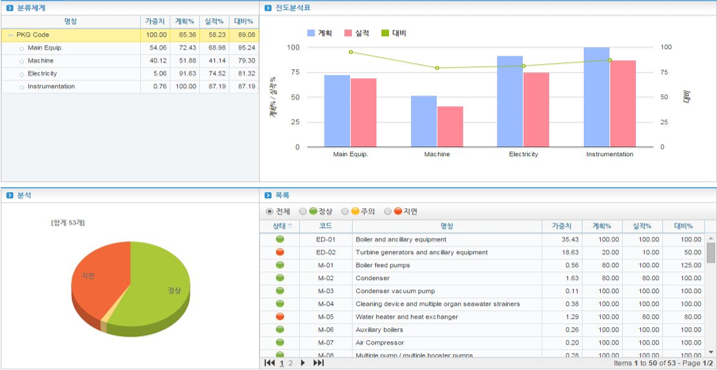 분류체계
명칭 가중치 계획% 실적% 대비%
PKG Code 100.00 65.36 58.23 89.08
Main Equip. 54.06 72.43 68.98 95.24
Machine 40.12 51.88 41.14 79.30
Electricity 5.06 91.63 74.52 81.32
Instrumentation 0.76 100.00 87.19 87.19
진도분석표
계획 실적 대비
100 100
75 75
50 50
25 25
0 0
계획% / 실적%
대비
Main Equip. Machine Electricity Instrumentation
분석
[합계 53개]
지연
정상
목록
전체 정상 주의 지연
상태 코드 명칭 가중치 계획% 실적% 대비%
ED-01 Boiler and ancillary equipment 35.43 100.00 100.00 100.00
ED-02 Turbine generators and ancillary equipment 18.63 20.00 10.00 50.00
M-01 Boiler feed pumps 0.56 80.00 100.00 125.00
M-02 Condenser 1.63 80.00 80.00 100.00
M-03 Condenser vacuum pump 0.11 100.00 100.00 100.00
M-04 Cleaning device and multiple organ seawater strainers 0.38 100.00 100.00 100.00
M-05 Water heater and heat exchanger 1.29 100.00 80.00 80.00
M-06 Auxiliary boilers 0.26 100.00 100.00 100.00
M-07 Air Compressor 0.20 100.00 100.00 100.00
M-08 Multiple pump / multiple booster pumps 0.28 100.00 100.00 100.00
1 2 Items 1 to 50 of 53 - Page 1/2